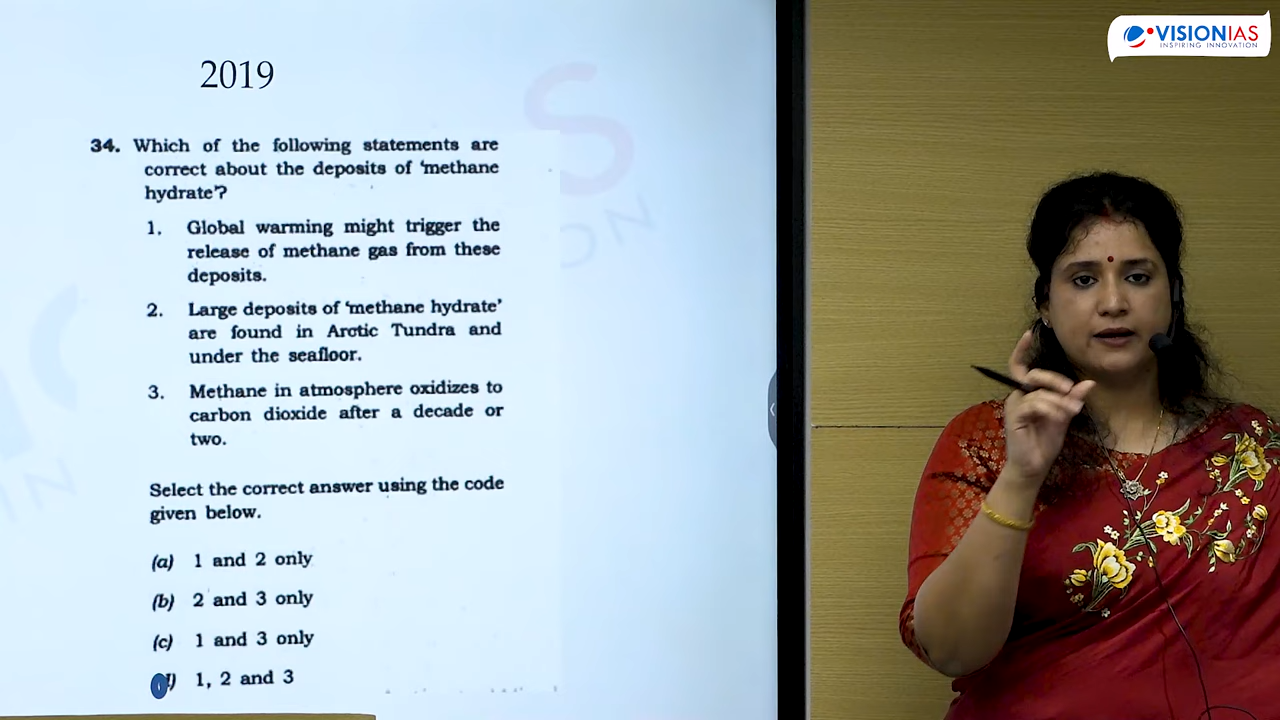 VISIONIAS
INSPIRING INNOVATION
2019
34. Which of the following statements are
correct about the deposits of ‘methane
hydrate’?
1. Global warming might trigger the
release of methane gas from these
deposits.
2. Large deposits of ‘methane hydrate’
are found in Arctic Tundra and
under the seafloor.
3. Methane in atmosphere oxidizes to
carbon dioxide after a decade or
two.
Select the correct answer using the code
given below.
(a) 1 and 2 only
(b) 2 and 3 only
(c) 1 and 3 only
1, 2 and 3